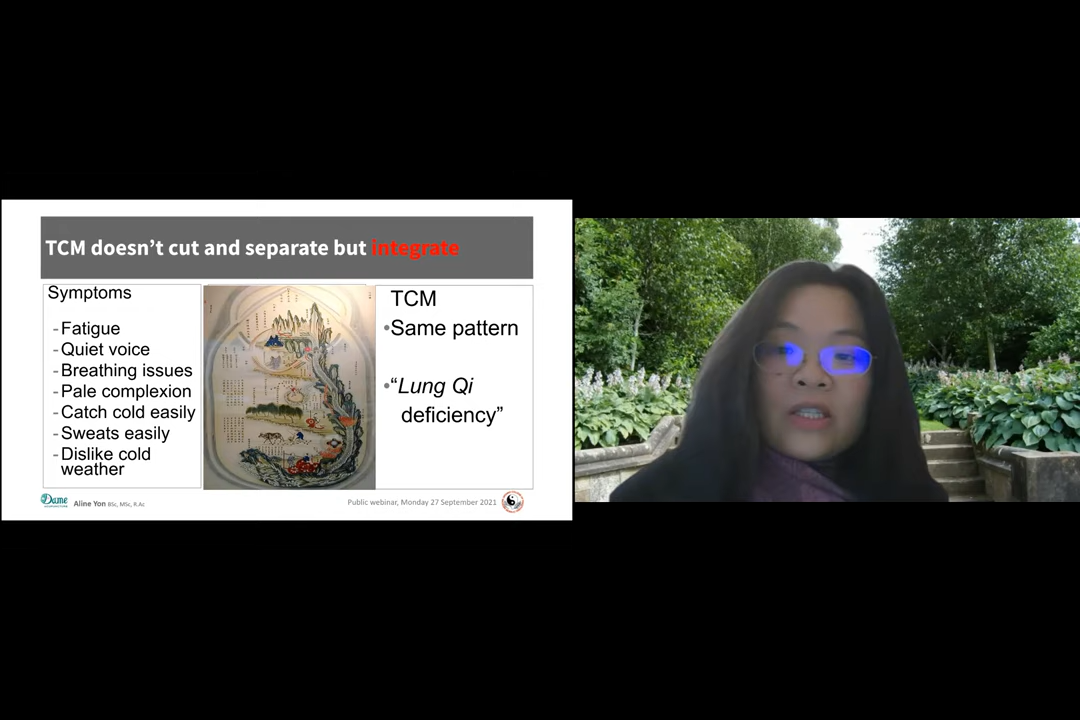 TCM doesn't cut and separate but integrate
Symptoms
-Fatigue
-Quiet voice
-Breathing issues
-Pale complexion
-Catch cold easily
-Sweats easily
-Dislike cold
weather
TCM
•Same pattern
•"Lung Qi
deficiency"
Dame
Aline Yon BSc, MSc, R.Ac
Public webinar, Monday 27 September 2021